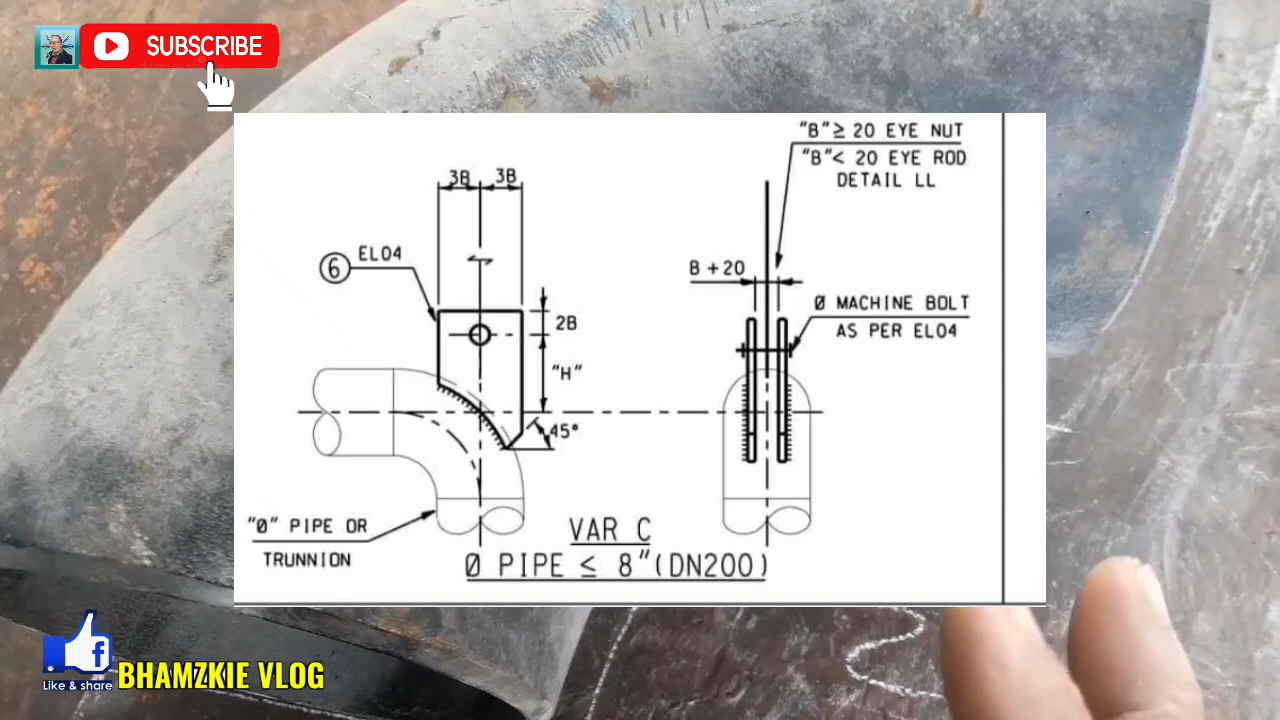 SUBSCRIBE
"B"≥ 20 EYE NUT
"B"< 20 EYE ROD
DETAIL LL
3B
3B
6
EL04
B +20
Ø MACHINE BOLT
AS PER EL04
2B
"H"
45°
"Ø" PIPE OR
TRUNNION
VAR C
Ø PIPE ≤ 8"(DN200)
f
Like & share
BHAMZKIE VLOG